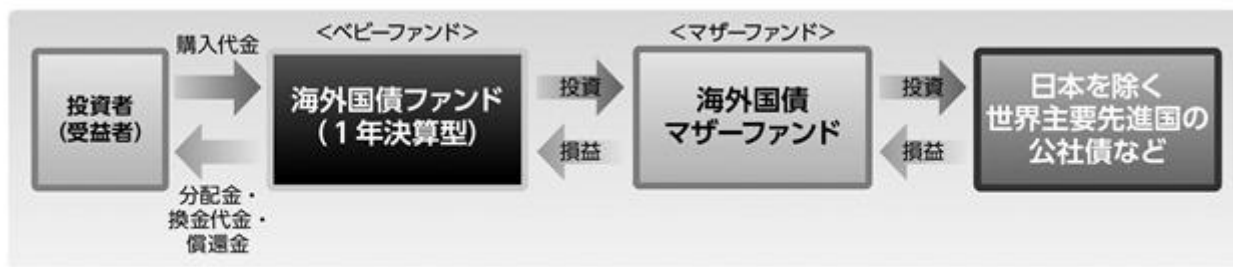 投資者
(受益者)
購入代金
分配金・
換金代金・
償還金
＜ベビーファンド＞
海外国債ファンド
(１年決算型)
投資
損益
＜マザーファンド＞
海外国債
マザーファンド
投資
損益
日本を除く
世界主要先進国の
公社債など